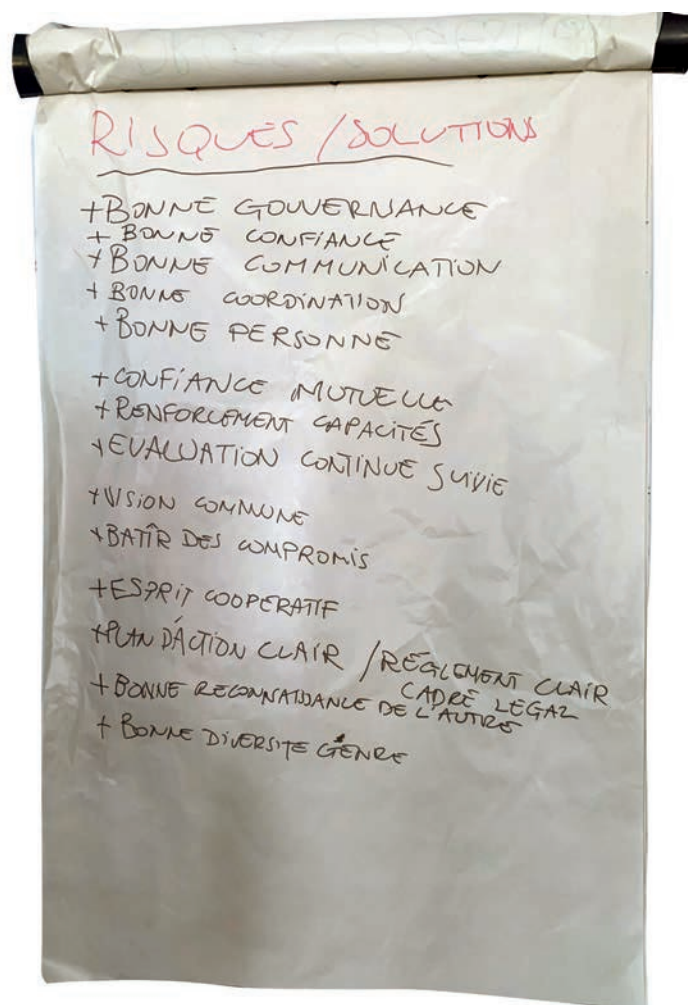 RISQUES / SOLUTIONS
+ BONNE GOUVERNANCE
+ BONNE CONFIANCE
+ BONNE COMMUNICATION
+ BONNE COORDINATION
+ BONNE PERSONNE
+ CONFIANCE MUTUELLE
+ RENFORCEMENT CAPACITÉS
+ EVALUATION CONTINUE SUIVIE
+ VISION COMMUNE
+ BATÎR DES COMPROMIS
+ ESPRIT COOPERATIF
+ PLAN D'ACTION CLAIR / RÉGLEMENT CLAIR
CADRE LEGAL
+ BONNE RECONNAISSANCE DE L'AUTRE
+ BONNE DIVERSITE GENRE